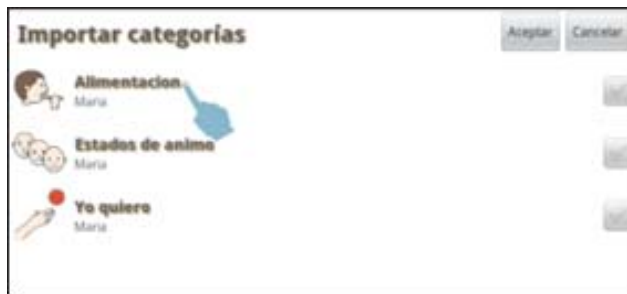 Importar categorías
Aceptar Cancelar
Alimentacion
Maria
Estados de animo
Maria
Yo quiero
Maria